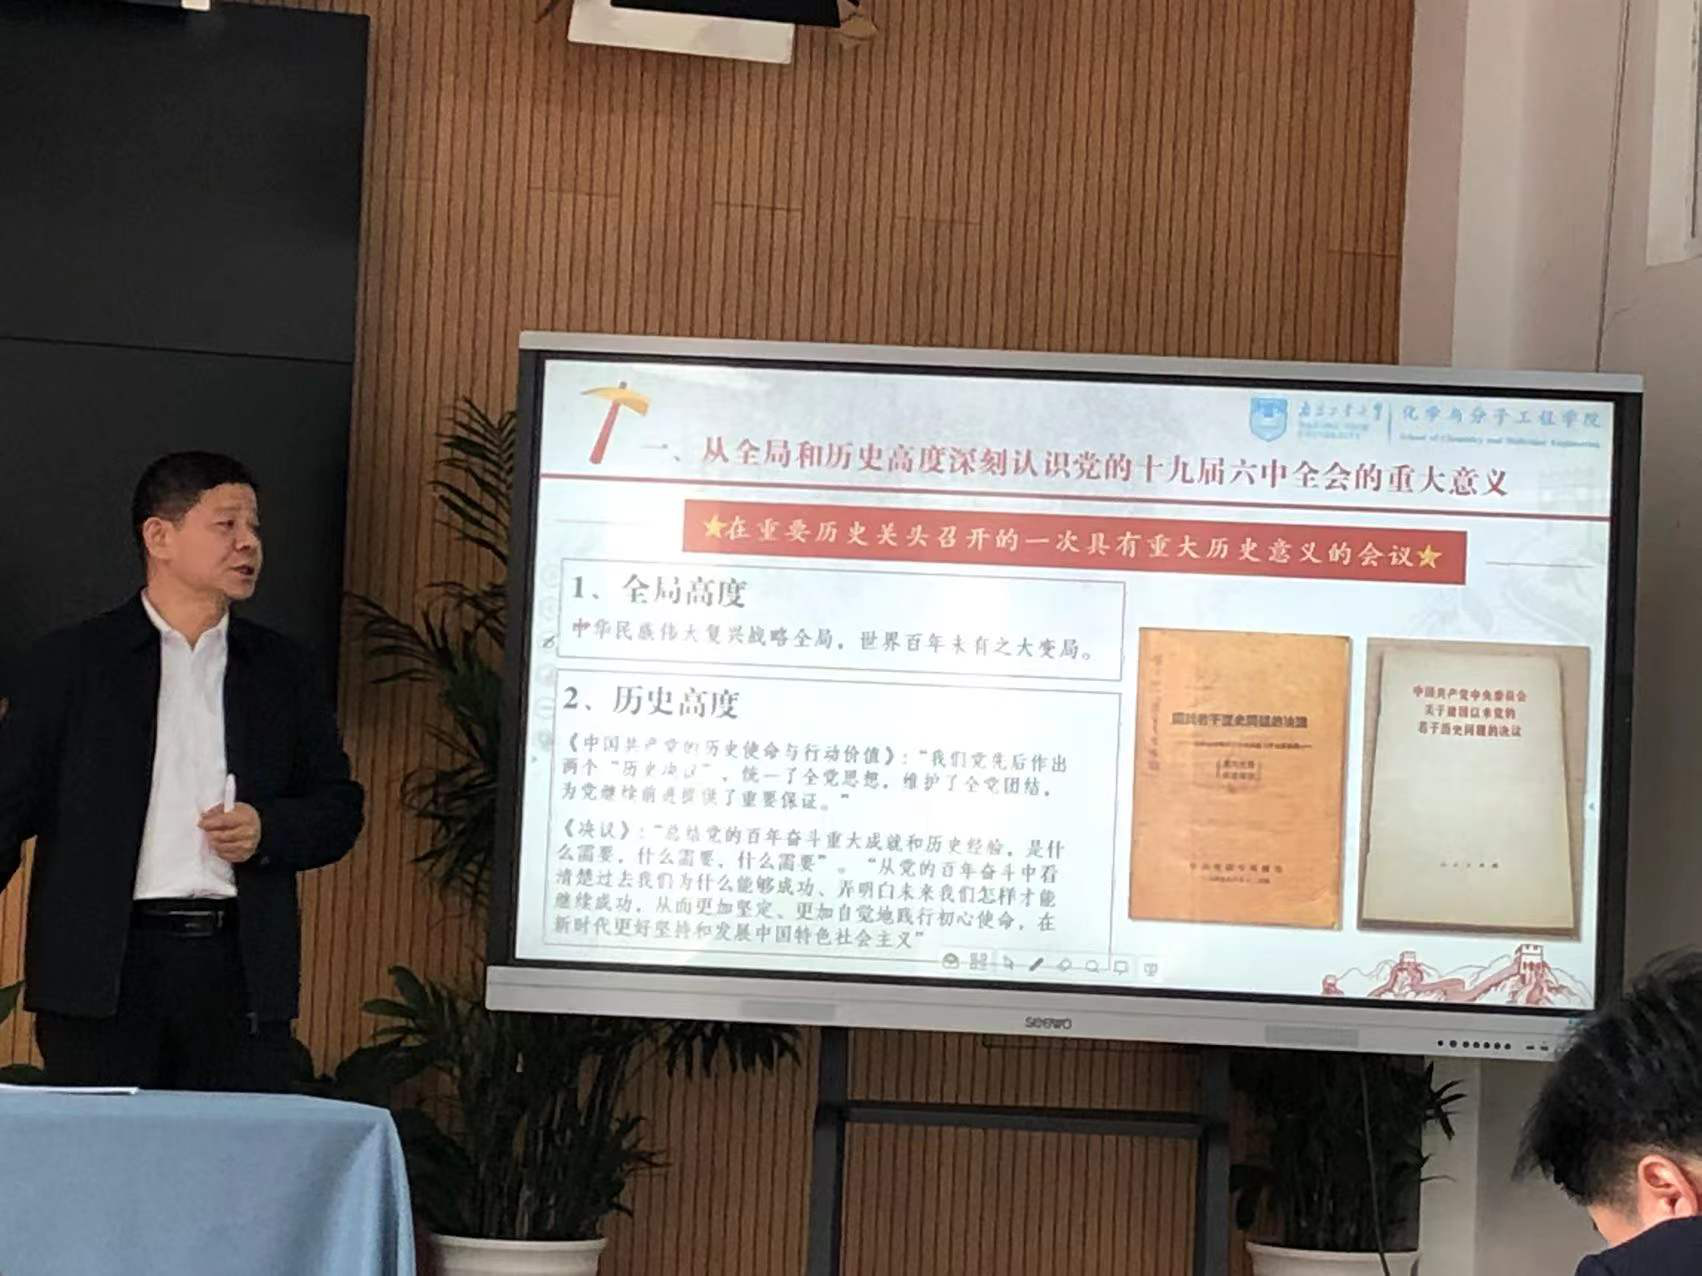 南京工业大学
化学与分子工程学院
一、从全局和历史高度深刻认识党的十九届六中全会的重大意义
在重要历史关头召开的一次具有重大历史意义的会议
1、全局高度
中华民族伟大复兴战略全局，世界百年未有之大变局。
2、历史高度
《中国共产党的历史使命与行动价值》：“我们党先后作出
两个“历史决议”，统一了全党思想，维护了全党团结，
为党继续前进提供了重要保证。”
《决议》：“总结党的百年奋斗重大成就和历史经验，是什
么需要，什么需要、什么需要”。“从党的百年奋斗中看
清楚过去我们为什么能够成功、弄明白未来我们怎样才能
继续成功，从而更加坚定、更加自觉地践行初心使命，在
新时代更好坚持和发展中国特色社会主义”
关于若干历史问题的决议
中国共产党中央委员会
关于建国以来党的
若干历史问题的决议
人民出版社
seewo